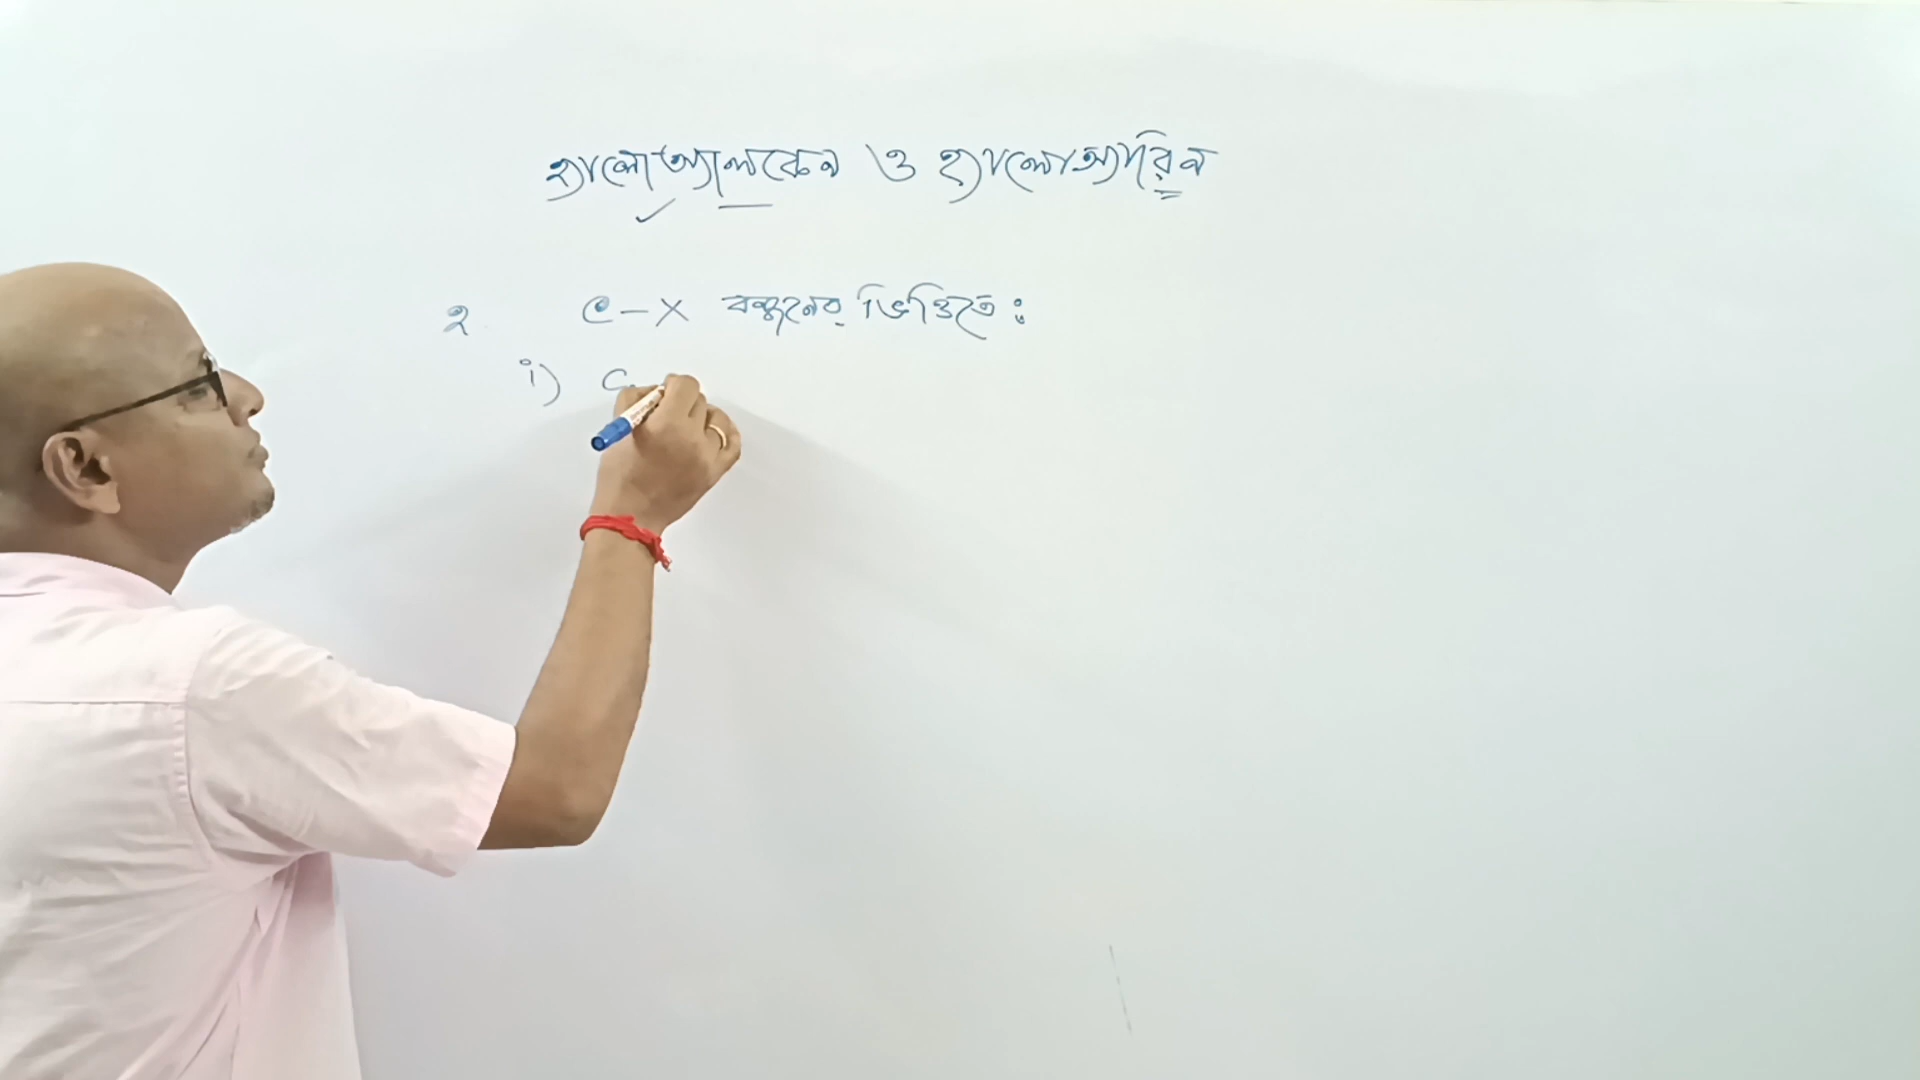 হ্যালোঅ্যালকেন ও হ্যালোঅ্যারিন
২ C-X বন্ধনের ভিত্তিতে :
i) C